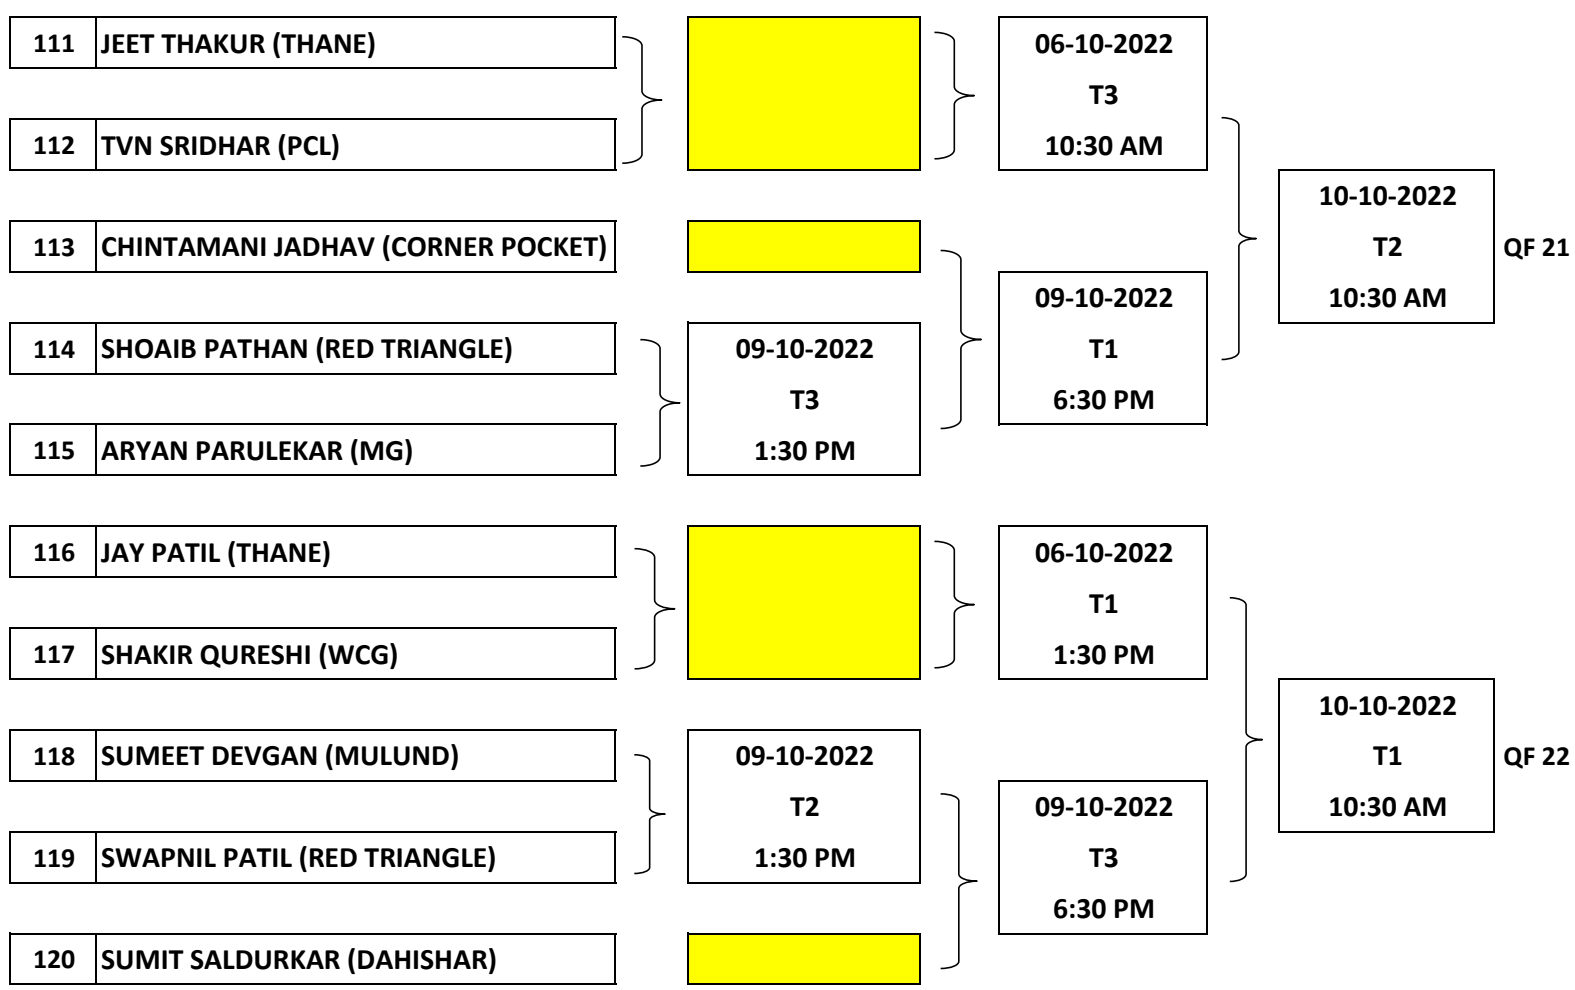 111 JEET THAKUR (THANE) 06-10-2022
T3
112 TVN SRIDHAR (PCL) 10:30 AM
10-10-2022
113 CHINTAMANI JADHAV (CORNER POCKET) T2 QF 21
09-10-2022 10:30 AM
114 SHOAIB PATHAN (RED TRIANGLE) 09-10-2022 T1
T3 6:30 PM
115 ARYAN PARULEKAR (MG) 1:30 PM
116 JAY PATIL (THANE) 06-10-2022
T1
117 SHAKIR QURESHI (WCG) 1:30 PM
10-10-2022
118 SUMEET DEVGAN (MULUND) 09-10-2022 T1 QF 22
T2 09-10-2022 10:30 AM
119 SWAPNIL PATIL (RED TRIANGLE) 1:30 PM T3
6:30 PM
120 SUMIT SALDURKAR (DAHISHAR)